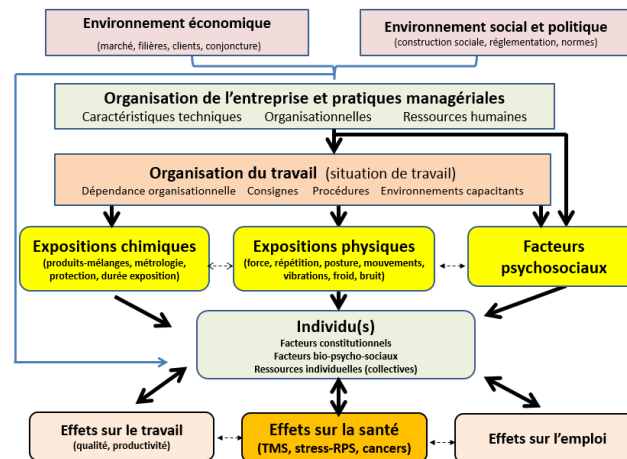 Environnement économique
(marché, filières, clients, conjoncture)
Environnement social et politique
(construction sociale, réglementation, normes)
Organisation de l'entreprise et pratiques managériales
Caractéristiques techniques Organisationnelles Ressources humaines
Organisation du travail (situation de travail)
Dépendance organisationnelle Consignes Procédures Environnements capacitants
Expositions chimiques
(produits-mélanges, métrologie,
protection, durée exposition)
Expositions physiques
(force, répétition, posture, mouvements,
vibrations, froid, bruit)
Facteurs
psychosociaux
Individu(s)
Facteurs constitutionnels
Facteurs bio-psycho-sociaux
Ressources individuelles (collectives)
Effets sur le travail
(qualité, productivité)
Effets sur la santé
(TMS, stress-RPS, cancers)
Effets sur l'emploi